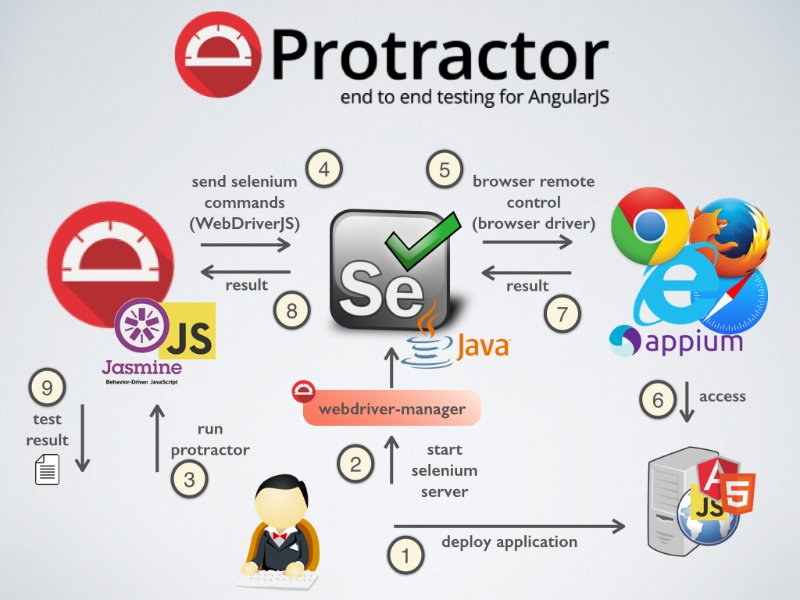 Protractor
end to end testing for AngularJS
4
send selenium
commands
(WebDriverJS)
5
browser remote
control
(browser driver)
result
8
result
7
Se
Java
JS
Jasmine
Behavior-Driven JavaScript
appium
9
test
result
run
protractor
3
webdriver-manager
2
start
selenium
server
6
access
A
5
JS
1
deploy application